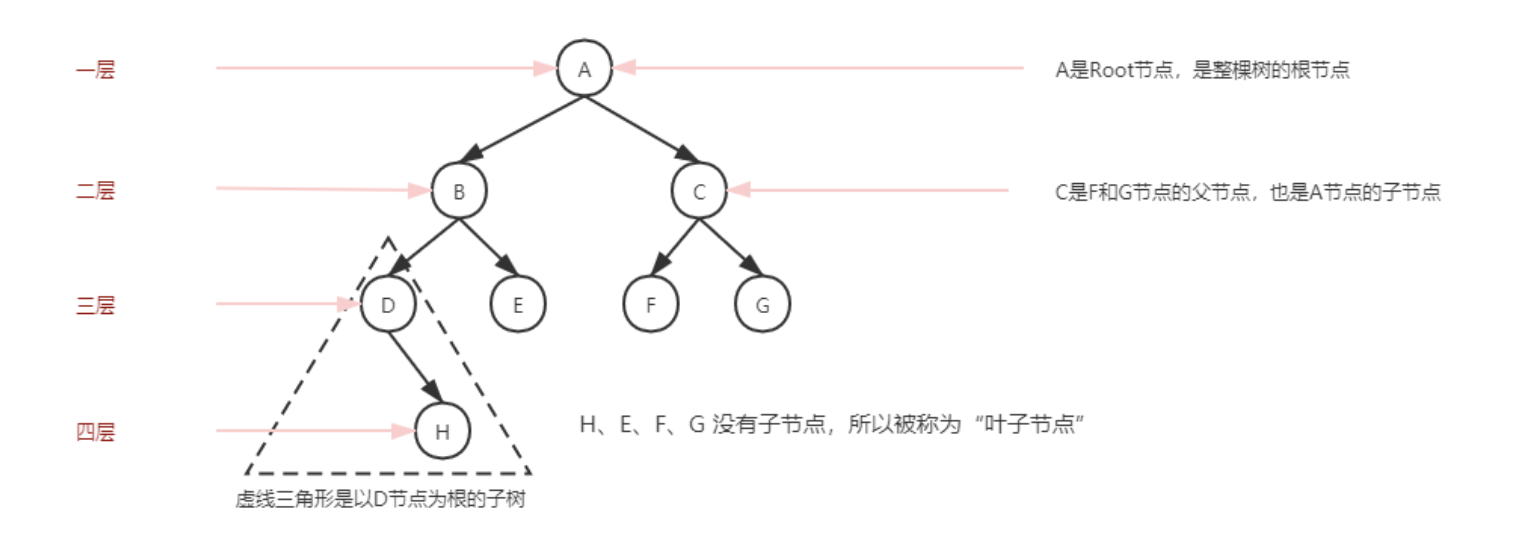 一层
A
A是Root节点，是整棵树的根节点
二层
B
C
C是F和G节点的父节点，也是A节点的子节点
三层
D
E
F
G
四层
H
H、E、F、G 没有子节点，所以被称为“叶子节点”
虚线三角形是以D节点为根的子树